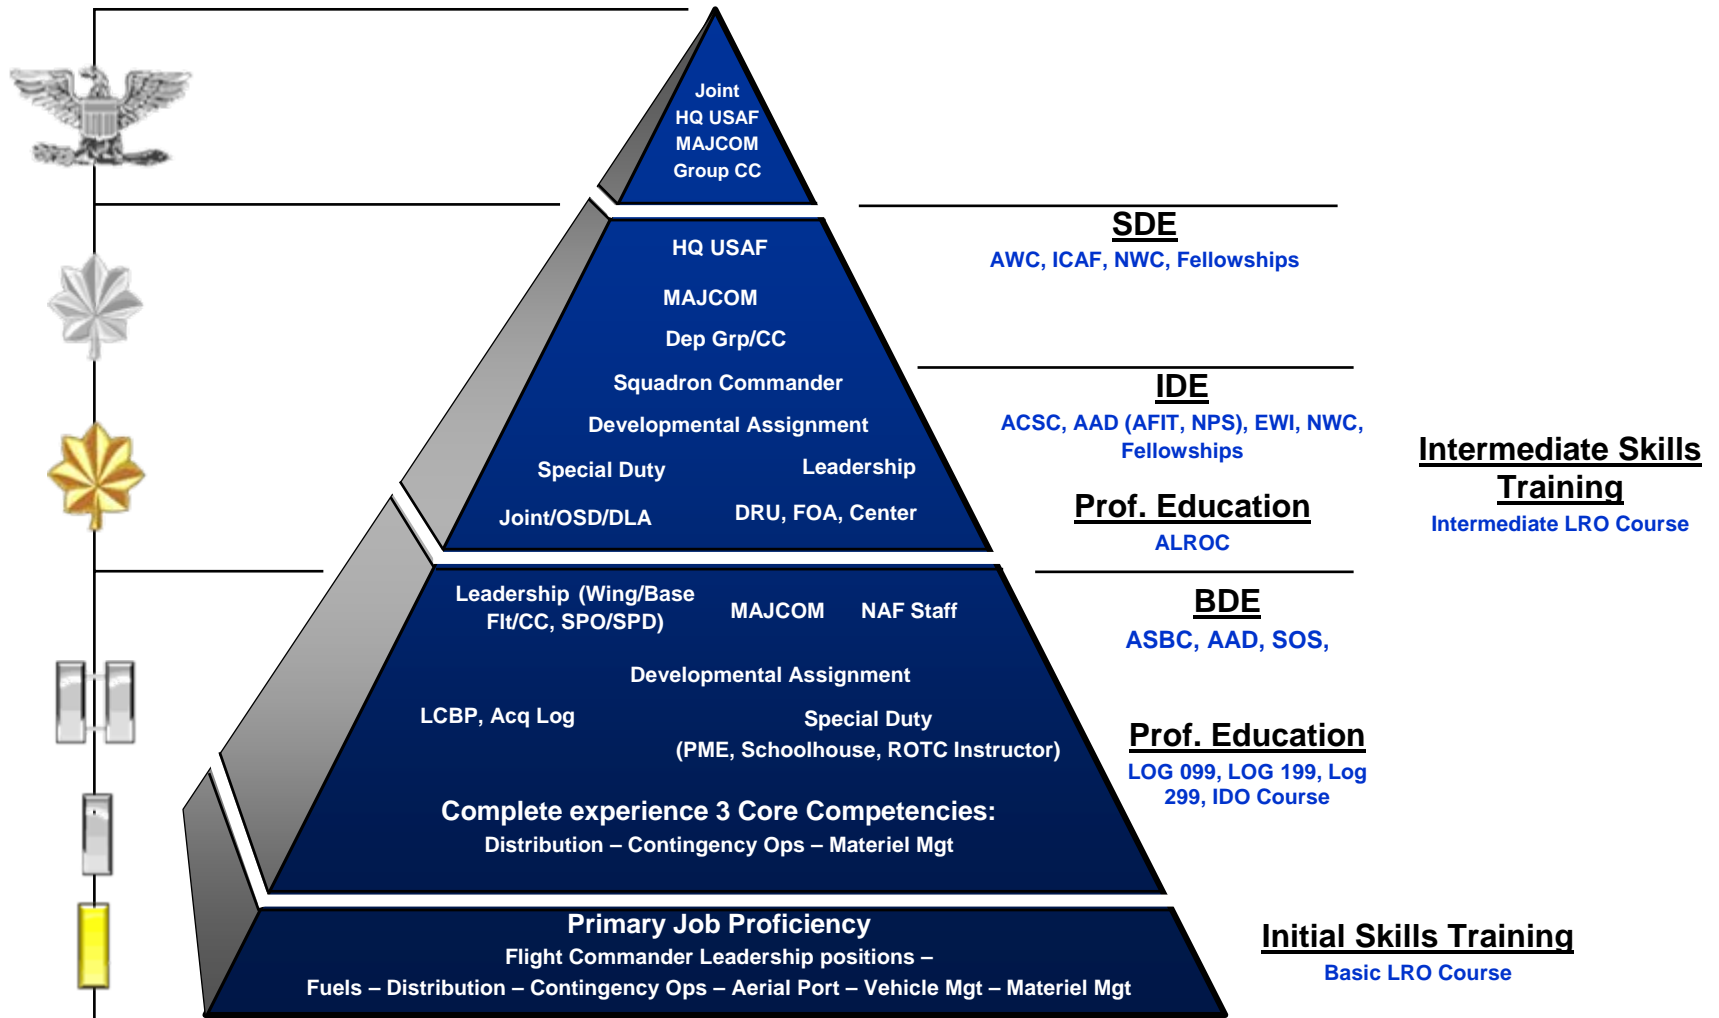 Joint
HQ USAF
MAJCOM
Group CC
SDE
AWC, ICAF, NWC, Fellowships
HQ USAF
MAJCOM
Dep Grp/CC
Squadron Commander
Developmental Assignment
Special Duty
Leadership
Joint/OSD/DLA
DRU, FOA, Center
IDE
ACSC, AAD (AFIT, NPS), EWI, NWC,
Fellowships
Prof. Education
ALROC
Intermediate Skills
Training
Intermediate LRO Course
Leadership (Wing/Base
Flt/CC, SPO/SPD)
MAJCOM
NAF Staff
Developmental Assignment
LCBP, Acq Log
Special Duty
(PME, Schoolhouse, ROTC Instructor)
Complete experience 3 Core Competencies:
Distribution – Contingency Ops – Materiel Mgt
BDE
ASBC, AAD, SOS,
Prof. Education
LOG 099, LOG 199, Log
299, IDO Course
Primary Job Proficiency
Flight Commander Leadership positions –
Fuels – Distribution – Contingency Ops – Aerial Port – Vehicle Mgt – Materiel Mgt
Initial Skills Training
Basic LRO Course